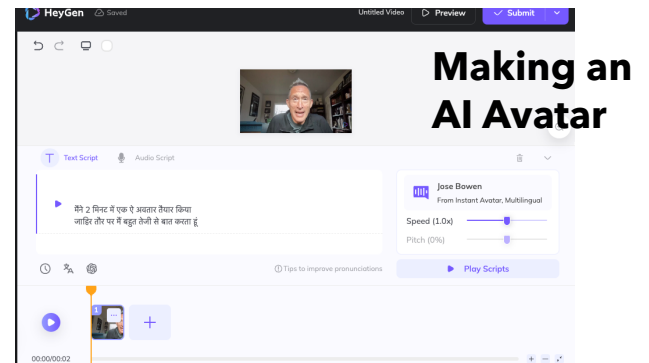 HeyGen Saved Untitled Video Preview Submit
Making an
AI Avatar
Text Script Audio Script
Jose Bowen
From Instant Avatar, Multilingual
मैंने 2 मिनट में एक ऐ अवतार तैयार किया
जाहिर तौर पर मैं बहुत तेजी से बात करता हूं
Speed (1.0x)
Pitch (0%)
Tips to improve pronunciations
Play Scripts
1
00:00/00:02